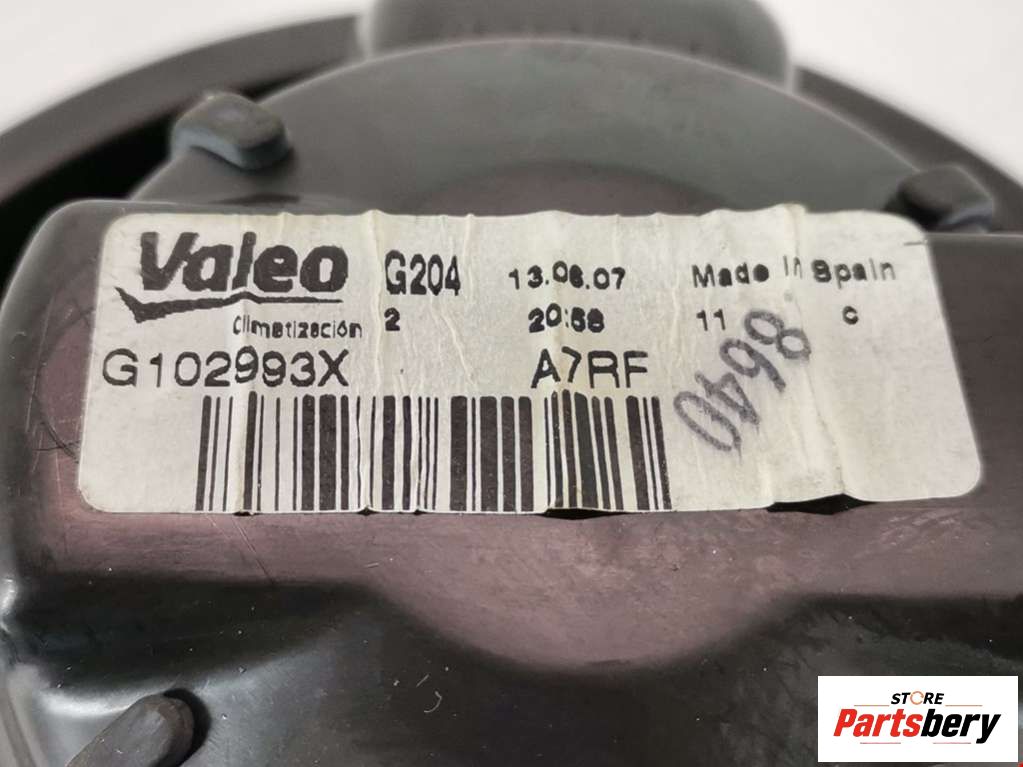 Valeo G204 13.06.07 Made in Spain
Climatización 2 20:58 11 C
G102993X A7RF
8640
STORE
Partsbery